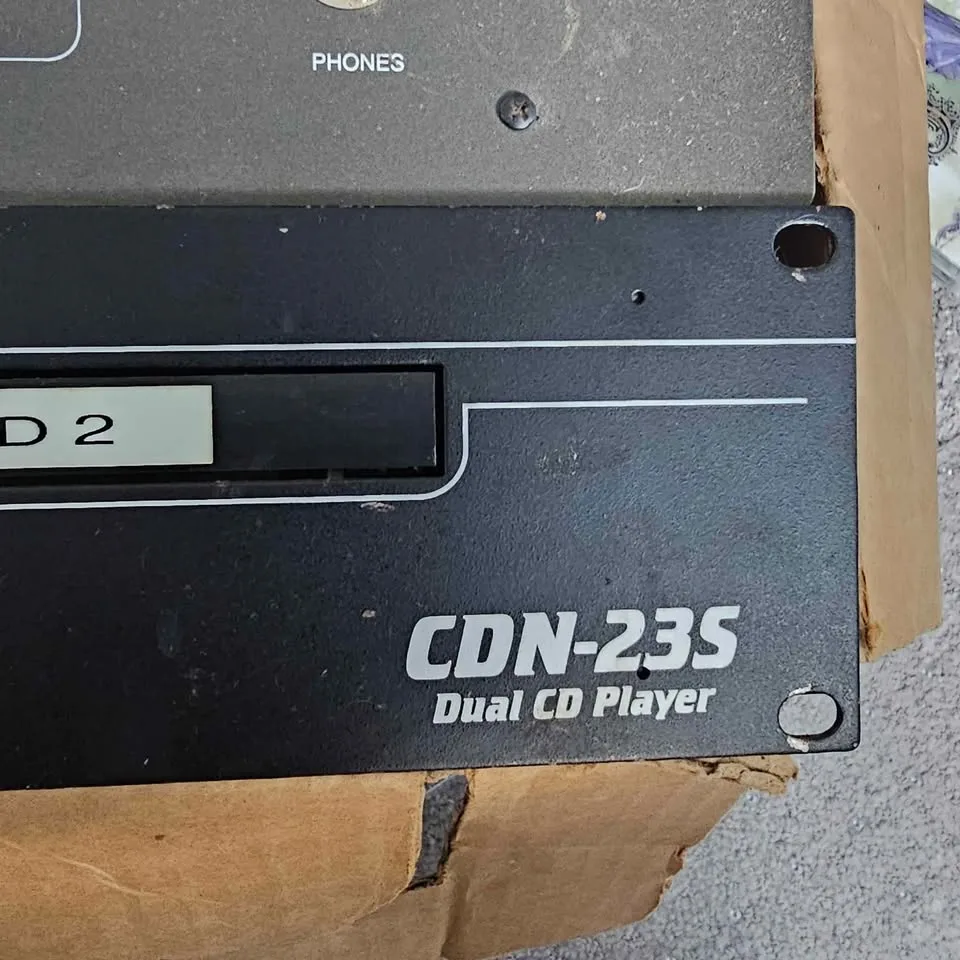 PHONES
D 2
CDN-23S
Dual CD Player